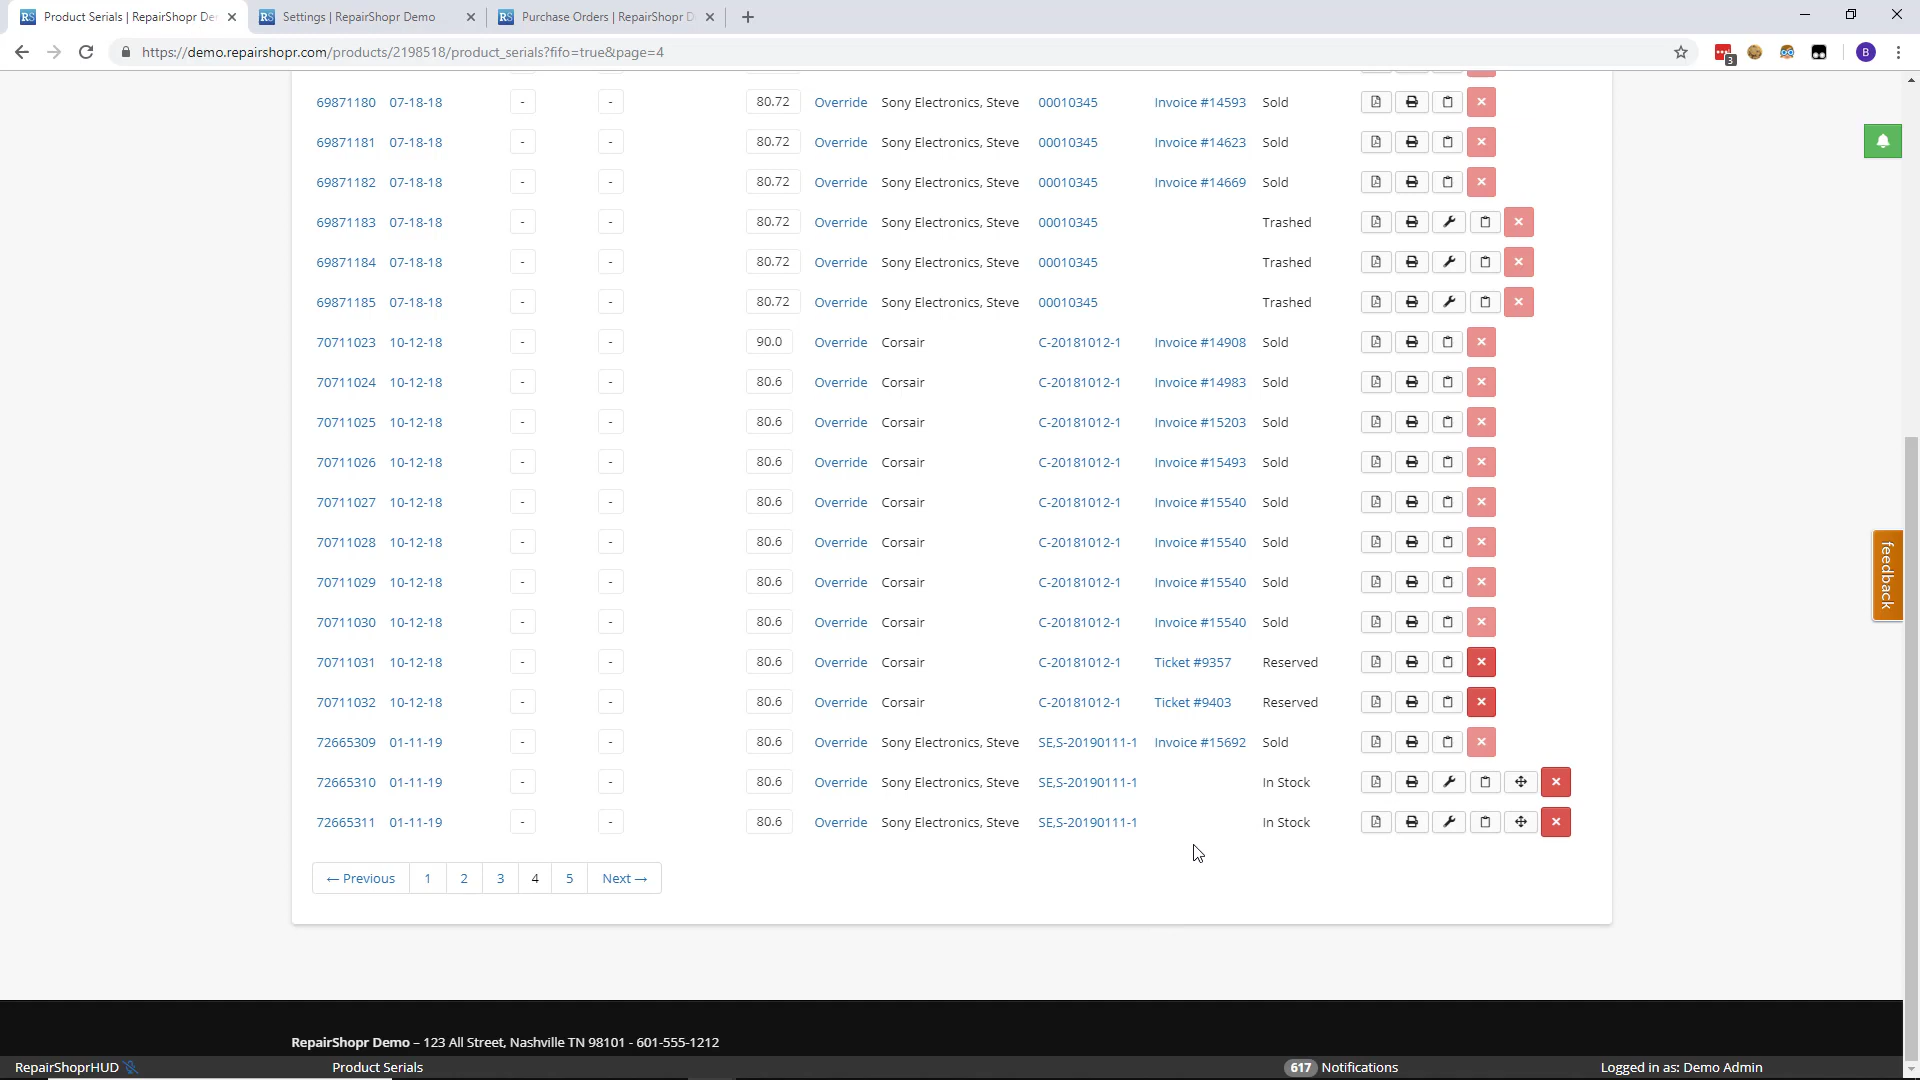 Product Serials | RepairShopr De
Settings | RepairShopr Demo
Purchase Orders | RepairShopr D
https://demo.repairshopr.com/products/2198518/product_serials?fifo=true&page=4
3
B
69871180 07-18-18 - - 80.72 Override Sony Electronics, Steve 00010345 Invoice #14593 Sold
69871181 07-18-18 - - 80.72 Override Sony Electronics, Steve 00010345 Invoice #14623 Sold
69871182 07-18-18 - - 80.72 Override Sony Electronics, Steve 00010345 Invoice #14669 Sold
69871183 07-18-18 - - 80.72 Override Sony Electronics, Steve 00010345 Trashed
69871184 07-18-18 - - 80.72 Override Sony Electronics, Steve 00010345 Trashed
69871185 07-18-18 - - 80.72 Override Sony Electronics, Steve 00010345 Trashed
70711023 10-12-18 - - 90.0 Override Corsair C-20181012-1 Invoice #14908 Sold
70711024 10-12-18 - - 80.6 Override Corsair C-20181012-1 Invoice #14983 Sold
70711025 10-12-18 - - 80.6 Override Corsair C-20181012-1 Invoice #15203 Sold
70711026 10-12-18 - - 80.6 Override Corsair C-20181012-1 Invoice #15493 Sold
70711027 10-12-18 - - 80.6 Override Corsair C-20181012-1 Invoice #15540 Sold
70711028 10-12-18 - - 80.6 Override Corsair C-20181012-1 Invoice #15540 Sold
70711029 10-12-18 - - 80.6 Override Corsair C-20181012-1 Invoice #15540 Sold
70711030 10-12-18 - - 80.6 Override Corsair C-20181012-1 Invoice #15540 Sold
70711031 10-12-18 - - 80.6 Override Corsair C-20181012-1 Ticket #9357 Reserved
70711032 10-12-18 - - 80.6 Override Corsair C-20181012-1 Ticket #9403 Reserved
72665309 01-11-19 - - 80.6 Override Sony Electronics, Steve SE,S-20190111-1 Invoice #15692 Sold
72665310 01-11-19 - - 80.6 Override Sony Electronics, Steve SE,S-20190111-1 In Stock
72665311 01-11-19 - - 80.6 Override Sony Electronics, Steve SE,S-20190111-1 In Stock
← Previous 1 2 3 4 5 Next →
feedback
RepairShopr Demo – 123 All Street, Nashville TN 98101 - 601-555-1212
RepairShoprHUD Product Serials 617 Notifications Logged in as: Demo Admin